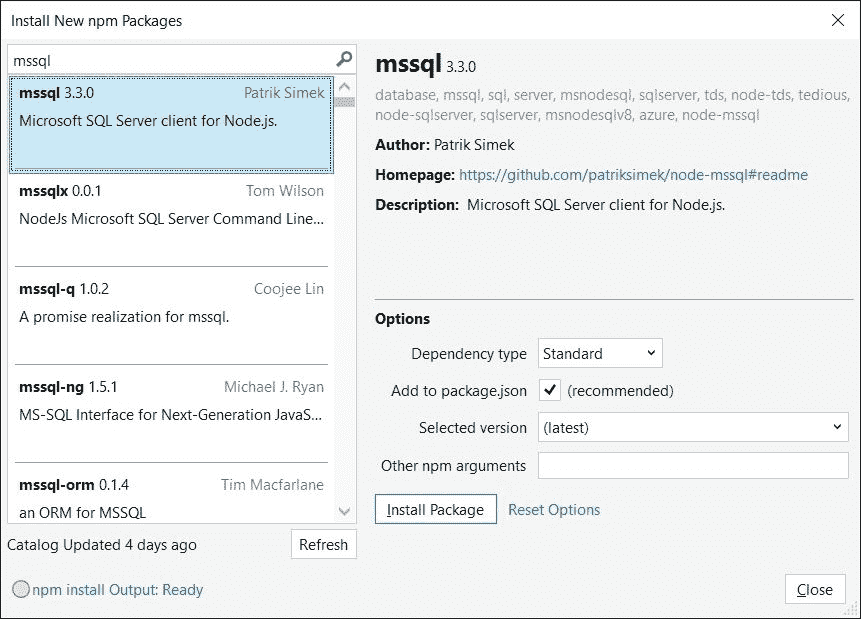 Install New npm Packages
mssql
mssql 3.3.0 Patrik Simek
Microsoft SQL Server client for Node.js.
mssqlx 0.0.1 Tom Wilson
NodeJs Microsoft SQL Server Command Line...
mssql-q 1.0.2 Coojee Lin
A promise realization for mssql.
mssql-ng 1.5.1 Michael J. Ryan
MS-SQL Interface for Next-Generation JavaS...
mssql-orm 0.1.4 Tim Macfarlane
an ORM for MSSQL
Catalog Updated 4 days ago
Refresh
npm install Output: Ready
mssql 3.3.0
database, mssql, sql, server, msnodesql, sqlserver, tds, node-tds, tedious,
node-sqlserver, sqlserver, msnodesqlv8, azure, node-mssql
Author: Patrik Simek
Homepage: https://github.com/patriksimek/node-mssql#readme
Description: Microsoft SQL Server client for Node.js.
Options
Dependency type Standard
Add to package.json (recommended)
Selected version (latest)
Other npm arguments
Install Package Reset Options
Close